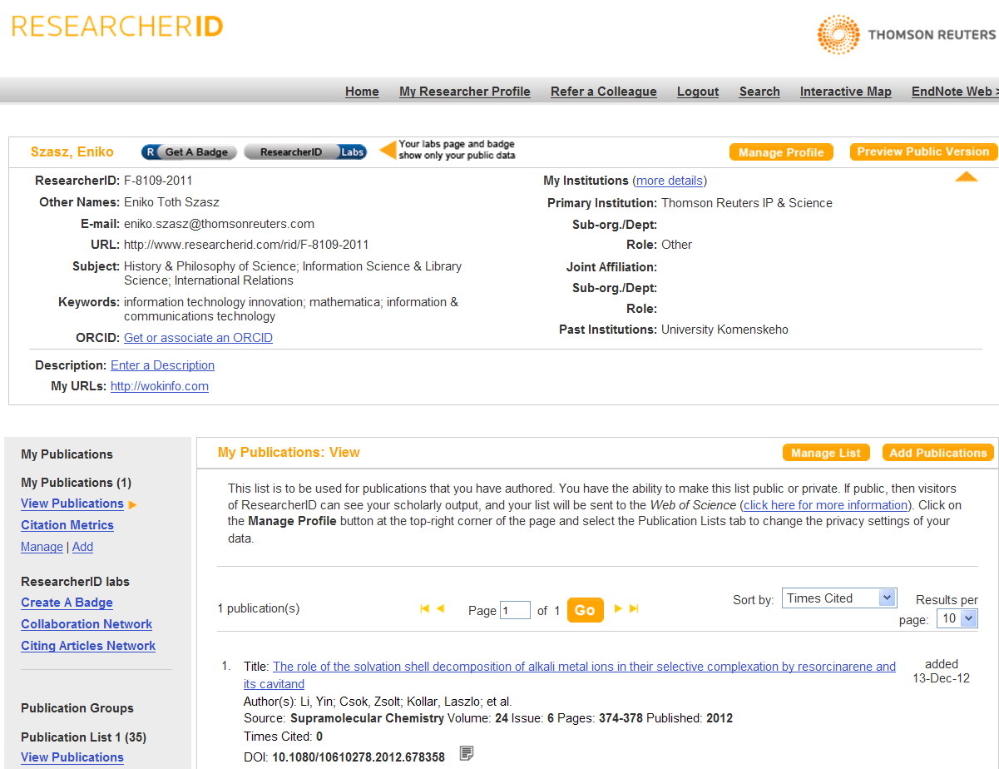 RESEARCHERID
THOMSON REUTERS
Home My Researcher Profile Refer a Colleague Logout Search Interactive Map EndNote Web >
Szasz, Eniko
R Get A Badge
ResearcherID Labs
Your labs page and badge
show only your public data
Manage Profile
Preview Public Version
ResearcherID: F-8109-2011
Other Names: Eniko Toth Szasz
E-mail: eniko.szasz@thomsonreuters.com
URL: http://www.researcherid.com/rid/F-8109-2011
Subject: History & Philosophy of Science; Information Science & Library
Science; International Relations
Keywords: information technology innovation; mathematica; information &
communications technology
ORCID: Get or associate an ORCID
My Institutions (more details)
Primary Institution: Thomson Reuters IP & Science
Sub-org./Dept:
Role: Other
Joint Affiliation:
Sub-org./Dept:
Role:
Past Institutions: University Komenskeho
Description: Enter a Description
My URLs: http://wokinfo.com
My Publications
My Publications (1)
View Publications
Citation Metrics
Manage | Add
ResearcherID labs
Create A Badge
Collaboration Network
Citing Articles Network
Publication Groups
Publication List 1 (35)
View Publications
My Publications: View
Manage List
Add Publications
This list is to be used for publications that you have authored. You have the ability to make this list public or private. If public, then visitors
of ResearcherID can see your scholarly output, and your list will be sent to the Web of Science (click here for more information). Click on
the Manage Profile button at the top-right corner of the page and select the Publication Lists tab to change the privacy settings of your
data.
1 publication(s)
Page 1 of 1 Go
Sort by: Times Cited
Results per
page: 10
1. Title: The role of the solvation shell decomposition of alkali metal ions in their selective complexation by resorcinarene and
its cavitand
Author(s): Li, Yin; Csok, Zsolt; Kollar, Laszlo; et al.
Source: Supramolecular Chemistry Volume: 24 Issue: 6 Pages: 374-378 Published: 2012
Times Cited: 0
DOI: 10.1080/10610278.2012.678358
added
13-Dec-12